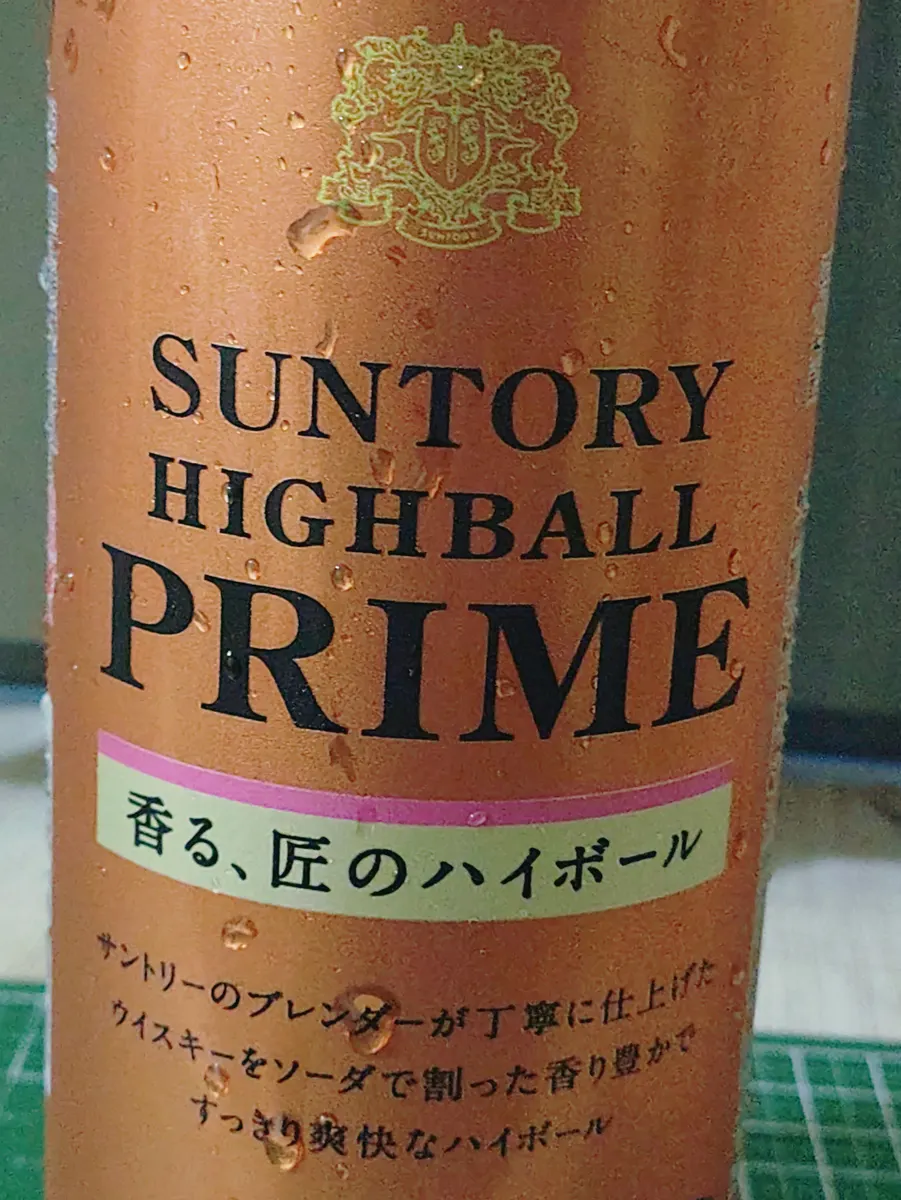 SUNTORY
SUNTORY
HIGHBALL
PRIME
香る、匠のハイボール
サントリーのブレンダーが丁寧に仕上げた
ウイスキーをソーダで割った香り豊かで
すっきり爽快なハイボール